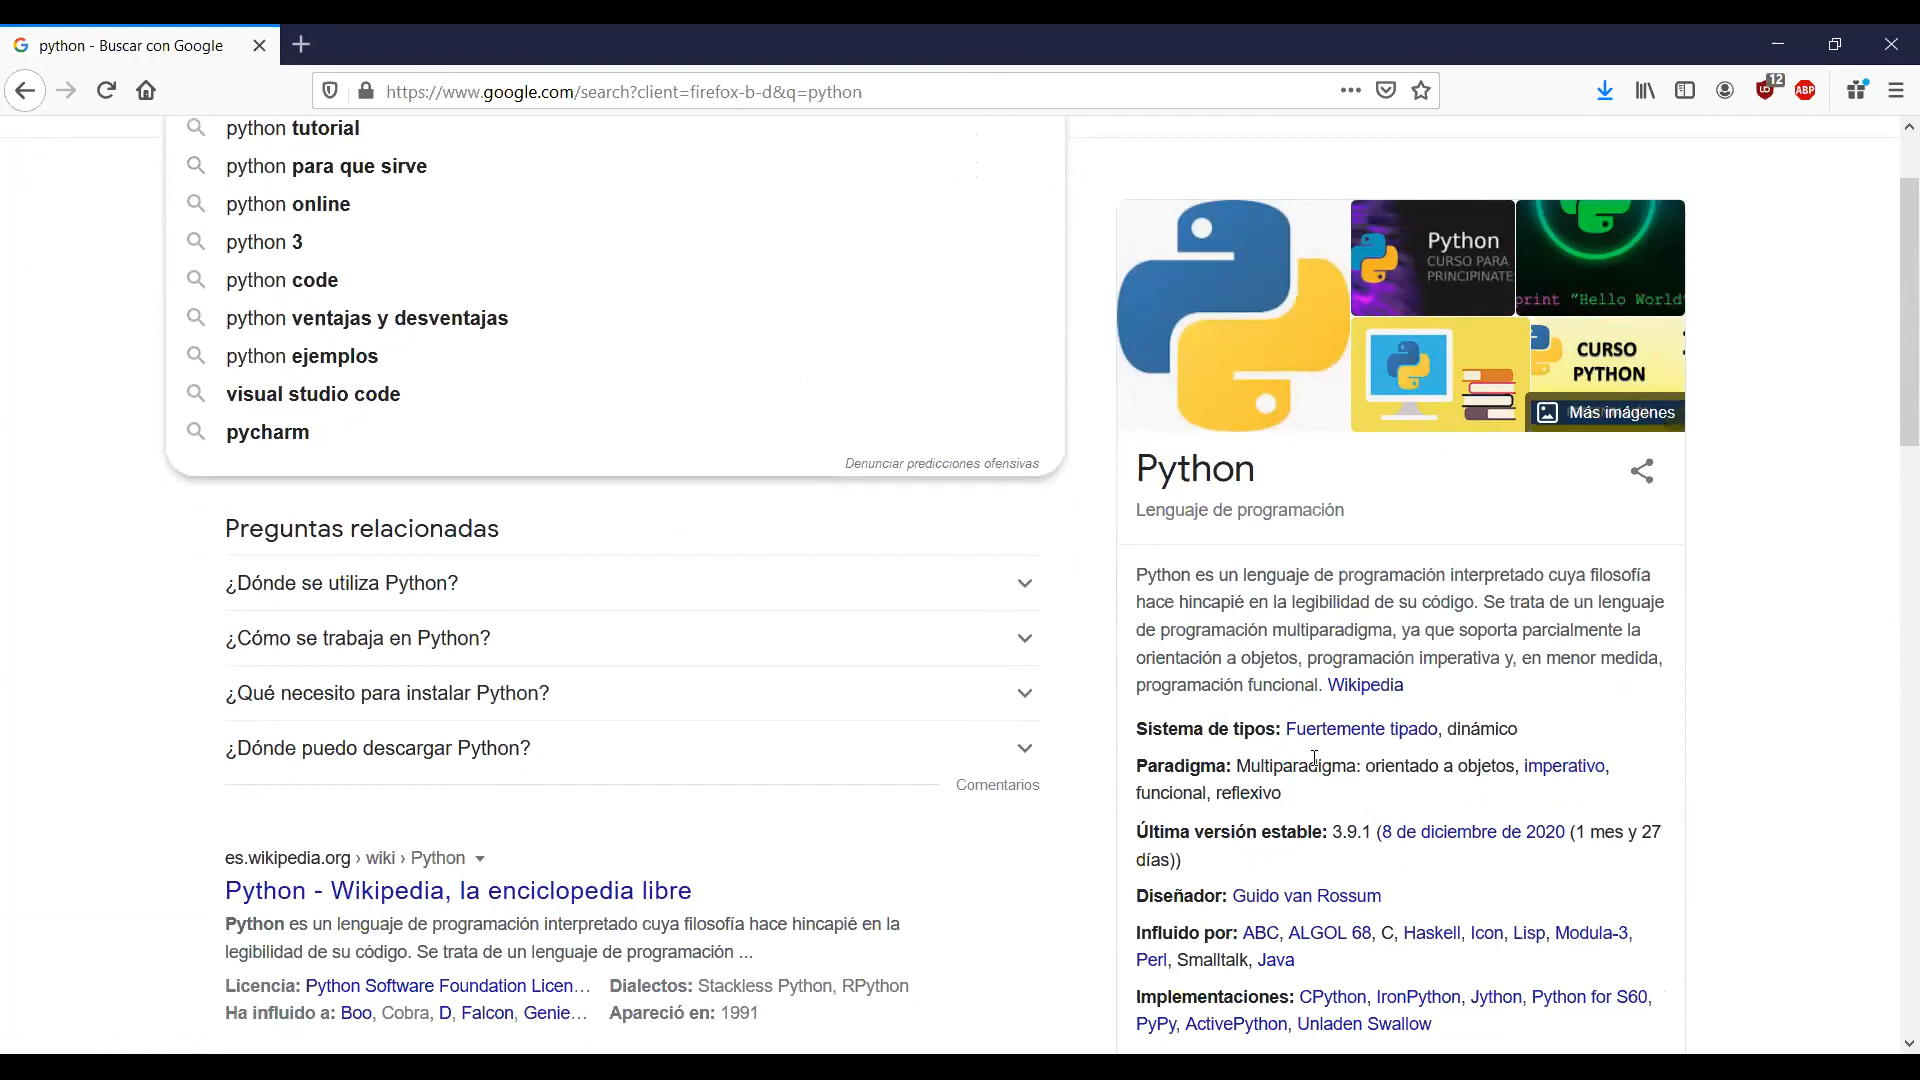 python - Buscar con Google
https://www.google.com/search?client=firefox-b-d&q=python
12
ABP
python tutorial
python para que sirve
python online
python 3
python code
python ventajas y desventajas
python ejemplos
visual studio code
pycharm
Denunciar predicciones ofensivas
Preguntas relacionadas
¿Dónde se utiliza Python?
¿Cómo se trabaja en Python?
¿Qué necesito para instalar Python?
¿Dónde puedo descargar Python?
Comentarios
es.wikipedia.org › wiki › Python
Python - Wikipedia, la enciclopedia libre
Python es un lenguaje de programación interpretado cuya filosofía hace hincapié en la
legibilidad de su código. Se trata de un lenguaje de programación ...
Licencia: Python Software Foundation Licen... Dialectos: Stackless Python, RPython
Ha influido a: Boo, Cobra, D, Falcon, Genie... Apareció en: 1991
Python
CURSO PARA
PRINCIPINATE
print "Hello World"
CURSO
PYTHON
Más imágenes
Python
Lenguaje de programación
Python es un lenguaje de programación interpretado cuya filosofía
hace hincapié en la legibilidad de su código. Se trata de un lenguaje
de programación multiparadigma, ya que soporta parcialmente la
orientación a objetos, programación imperativa y, en menor medida,
programación funcional. Wikipedia
Sistema de tipos: Fuertemente tipado, dinámico
Paradigma: Multiparadigma: orientado a objetos, imperativo,
funcional, reflexivo
Última versión estable: 3.9.1 (8 de diciembre de 2020 (1 mes y 27
días))
Diseñador: Guido van Rossum
Influido por: ABC, ALGOL 68, C, Haskell, Icon, Lisp, Modula-3,
Perl, Smalltalk, Java
Implementaciones: CPython, IronPython, Jython, Python for S60,
PyPy, ActivePython, Unladen Swallow